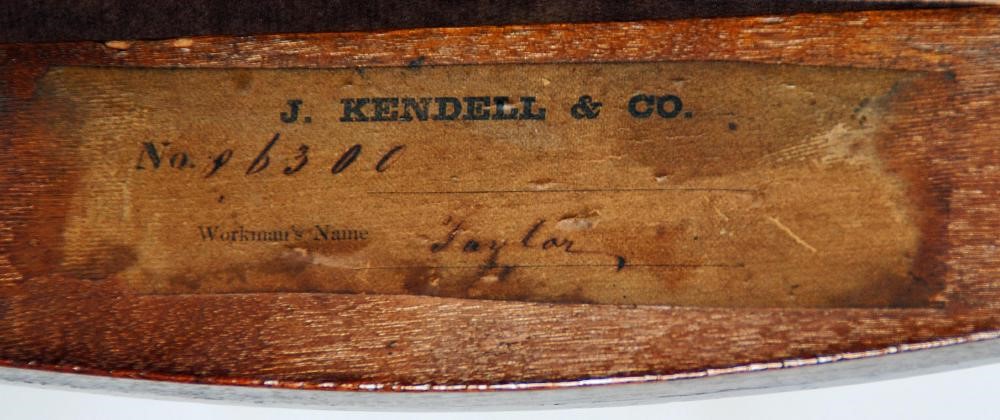 J. KENDELL & CO.
No. 96300
Workman's Name Taylor